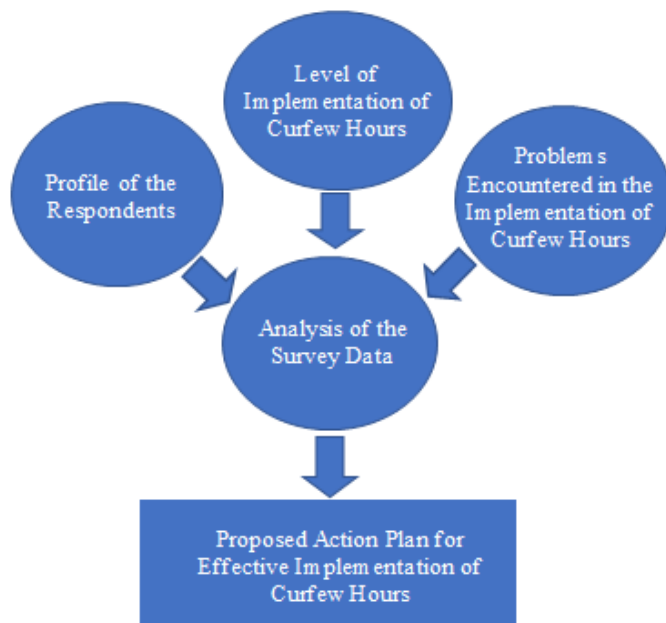 Level of
Implementation of
Curfew Hours
Profile of the
Respondents
Problems
Encountered in the
Implementation of
Curfew Hours
Analysis of the
Survey Data
Proposed Action Plan for
Effective Implementation of
Curfew Hours